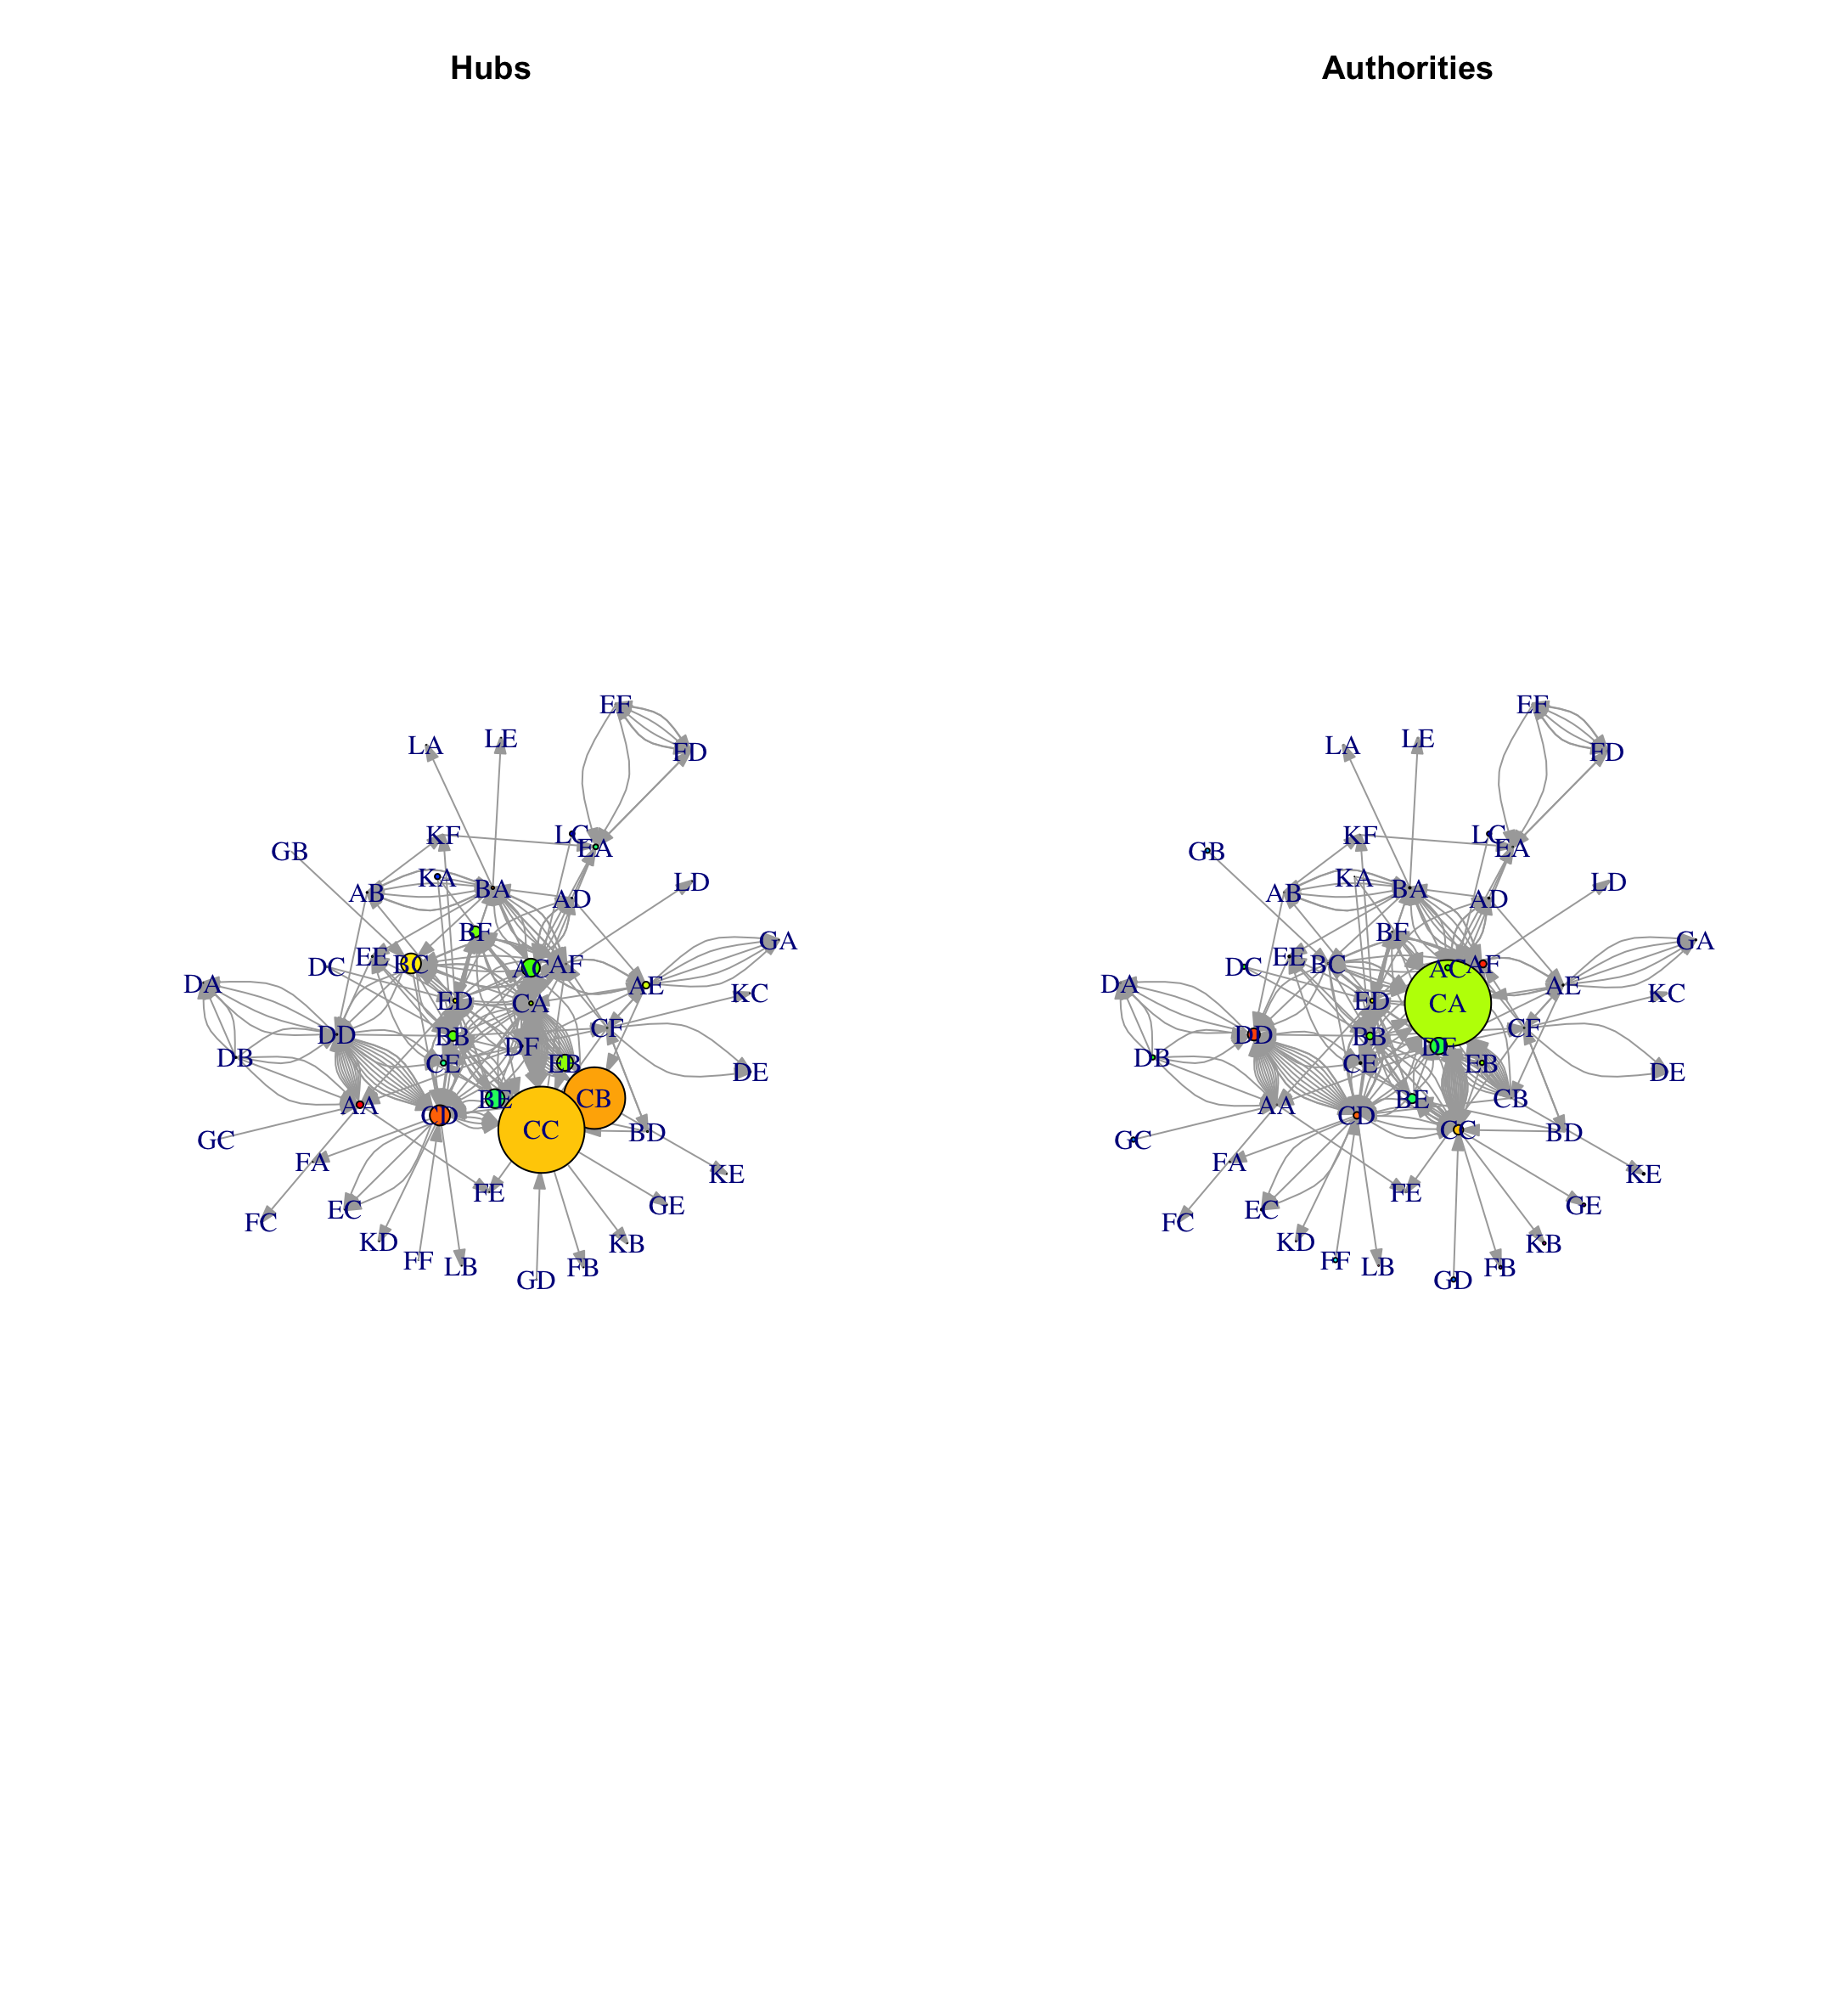 Hubs
EF
LA
LE
FD
KF
LC
EA
GB
KA
BA
AB
AD
LD
BF
GA
DC
EE
BC
AC
AF
DA
AE
KC
ED
CA
DD
BB
CF
DF
DB
CE
EB
DE
AA
BE
CB
CD
CC
BD
GC
FA
KE
FE
GE
EC
FC
KD
KB
FF
LB
GD
FB
Authorities
EF
LA
LE
FD
KF
LC
EA
GB
KA
BA
AB
AD
LD
BF
GA
DC
EE
BC
AC
AF
DA
AE
KC
ED
CA
DD
BB
CF
DF
DB
CE
EB
DE
AA
BE
CB
CD
CC
BD
GC
FA
KE
FE
GE
EC
FC
KD
KB
FF
LB
GD
FB